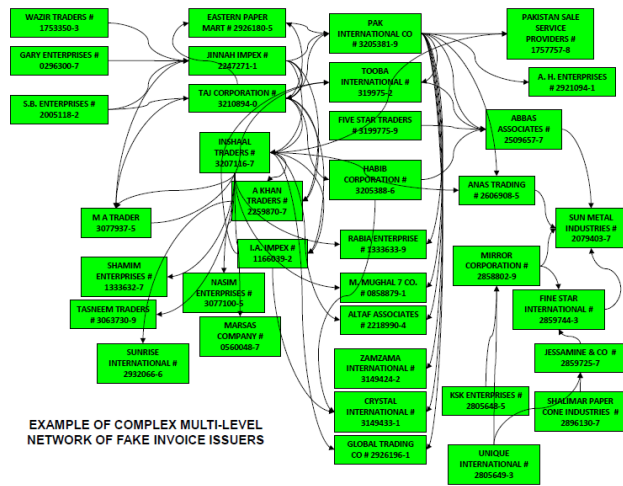 WAZIR TRADERS #
1753350-3
GARY ENTERPRISES #
0296300-7
S.B. ENTERPRISES #
2005118-2
EASTERN PAPER
MART # 2926180-5
JINNAH IMPEX #
2247271-1
TAJ CORPORATION #
3210894-0
INSHAAL
TRADERS #
3207116-7
A KHAN
TRADERS #
2259870-7
I.A. IMPEX #
1166039-2
M A TRADER
3077937-5
SHAMIM
ENTERPRISES #
1333632-7
TASNEEM TRADERS
# 3063730-9
SUNRISE
INTERNATIONAL #
2932066-6
NASIM
ENTERPRISES #
3077100-5
MARSAS
COMPANY #
0560048-7
PAK
INTERNATIONAL CO
# 3205381-9
TOOBA
INTERNATIONAL #
319975-2
FIVE STAR TRADERS
# 3199775-9
HABIB
CORPORATION #
3205388-6
RABIA ENTERPRISE
# 1333633-9
M. MUGHAL 7 CO.
# 0858879-1
ALTAF ASSOCIATES
# 2218990-4
ZAMZAMA
INTERNATIONAL #
3149424-2
CRYSTAL
INTERNATIONAL #
3149433-1
GLOBAL TRADING
CO # 2926196-1
PAKISTAN SALE
SERVICE
PROVIDERS #
1757757-8
A. H. ENTERPRISES
# 2921094-1
ABBAS
ASSOCIATES #
2509657-7
ANAS TRADING
# 2606908-5
SUN METAL
INDUSTRIES #
2079403-7
MIRROR
CORPORATION #
2858802-9
FINE STAR
INTERNATIONAL #
2859744-3
JESSAMINE & CO #
2859725-7
KSK ENTERPRISES #
2805648-5
SHALIMAR PAPER
CONE INDUSTRIES #
2896130-7
UNIQUE
INTERNATIONAL #
2805649-3
EXAMPLE OF COMPLEX MULTI-LEVEL
NETWORK OF FAKE INVOICE ISSUERS